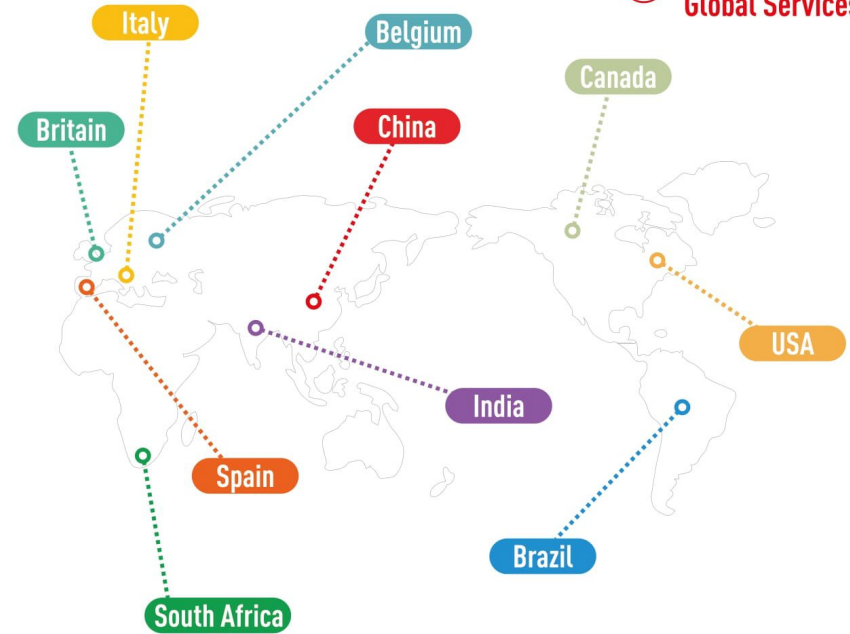 Global Services
Italy
Belgium
Canada
Britain
China
USA
India
Spain
Brazil
South Africa